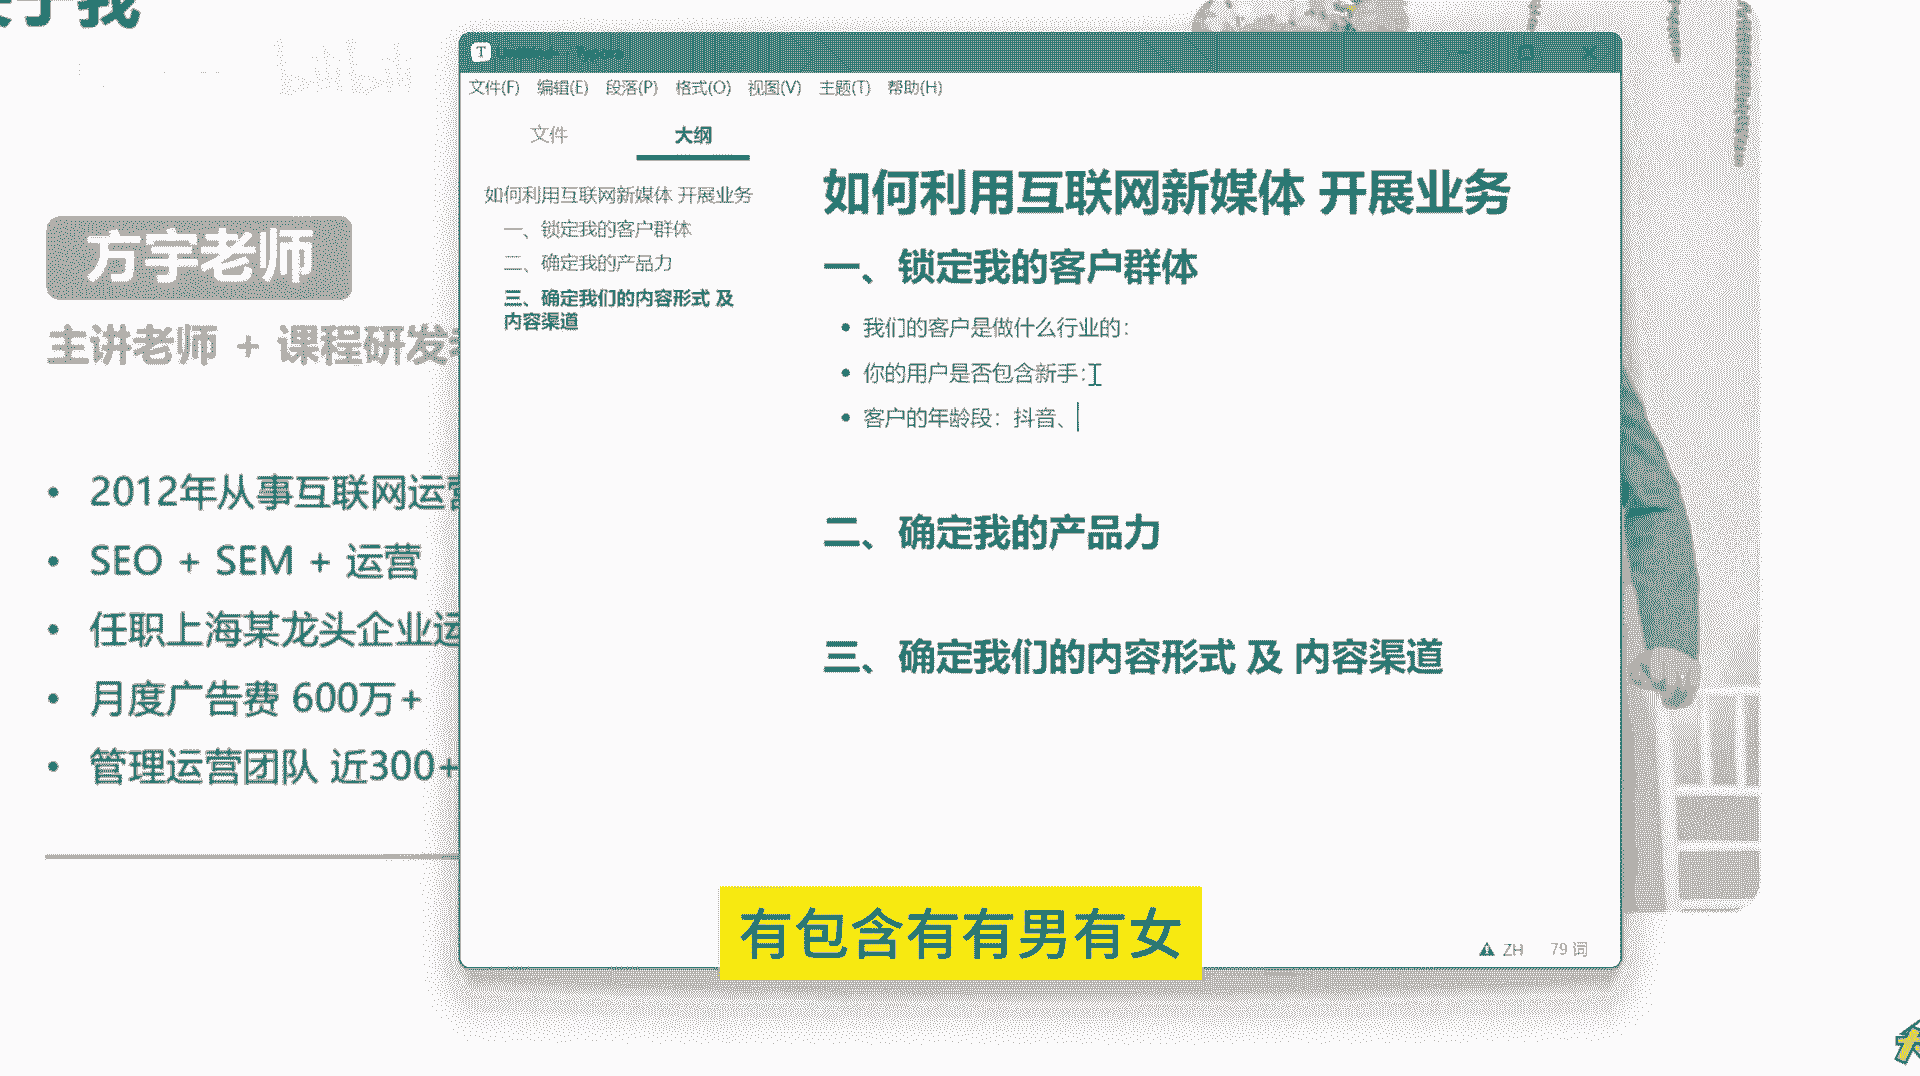 方宇老师
主讲老师 + 课程研发
2012年从事互联网运营
SEO + SEM + 运营
任职上海某龙头企业运
月度广告费 600万+
管理运营团队 近300+
T
文件(F) 编辑(E) 段落(P) 格式(O) 视图(V) 主题(T) 帮助(H)
文件 大纲
如何利用互联网新媒体 开展业务
一、锁定我的客户群体
二、确定我的产品力
三、确定我们的内容形式 及
内容渠道
如何利用互联网新媒体 开展业务
一、锁定我的客户群体
我们的客户是做什么行业的：
你的用户是否包含新手：
客户的年龄段：抖音、
二、确定我的产品力
三、确定我们的内容形式 及 内容渠道
ZH 79 词
有包含有有男有女